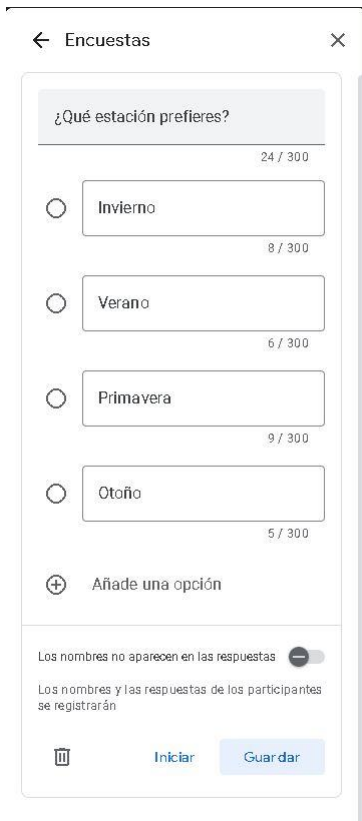 Encuestas
¿Qué estación prefieres?
24 / 300
Invierno
8 / 300
Verano
6 / 300
Primavera
9 / 300
Otoño
5 / 300
Añade una opción
Los nombres no aparecen en las respuestas
Los nombres y las respuestas de los participantes
se registrarán
Iniciar
Guardar